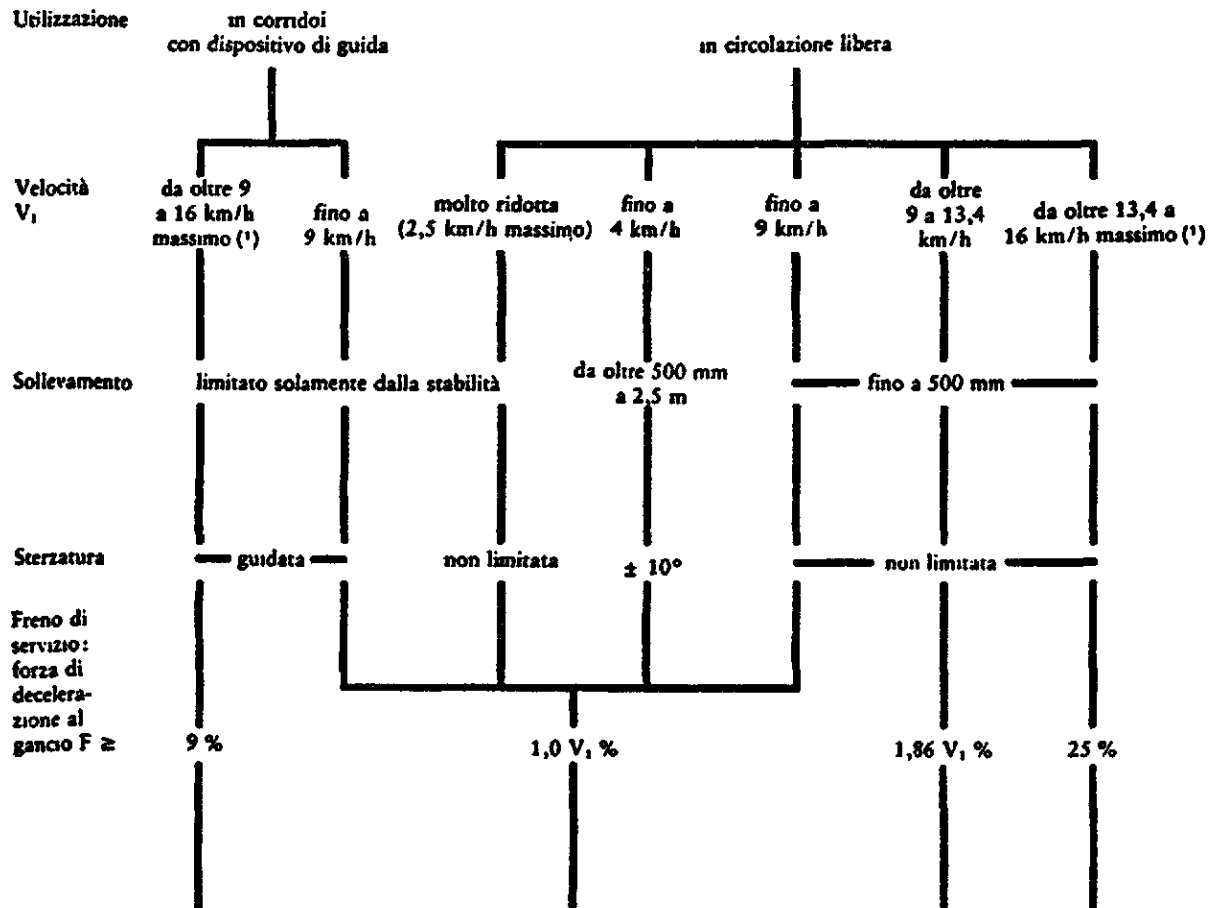 Utilizzazione
in corridoi
con dispositivo di guida
in circolazione libera
Velocità
V₁
da oltre 9
a 16 km/h
massimo (¹)
fino a
9 km/h
molto ridotta
(2,5 km/h massimo)
fino a
4 km/h
fino a
9 km/h
da oltre
9 a 13,4
km/h
da oltre 13,4 a
16 km/h massimo (¹)
Sollevamento
limitato solamente dalla stabilità
da oltre 500 mm
a 2,5 m
fino a 500 mm
Sterzatura
guidata
non limitata
± 10°
non limitata
Freno di
servizio:
forza di
decelera-
zione al
gancio F ≥
9 %
1,0 V₁ %
1,86 V₁ %
25 %